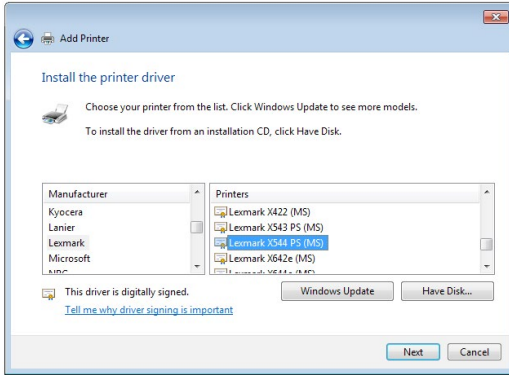 Add Printer
Install the printer driver
Choose your printer from the list. Click Windows Update to see more models.
To install the driver from an installation CD, click Have Disk.
Manufacturer
Kyocera
Lanier
Lexmark
Microsoft
Printers
Lexmark X422 (MS)
Lexmark X543 PS (MS)
Lexmark X544 PS (MS)
Lexmark X642e (MS)
This driver is digitally signed.
Tell me why driver signing is important
Windows Update
Have Disk...
Next
Cancel